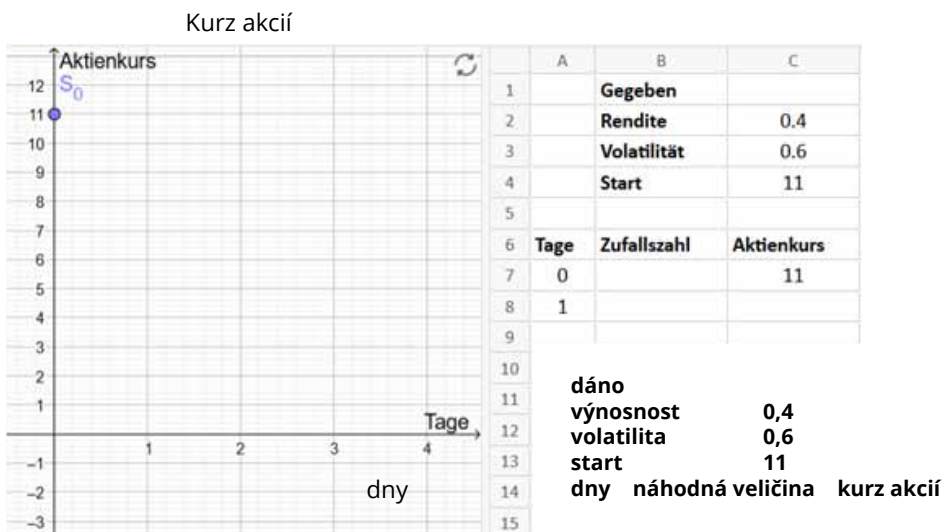 Kurz akcií
Aktienkurs
S0
12
11
10
9
8
7
6
5
4
3
2
1
-1
-2
-3
1 2 3 4
Tage
dny
A B C
1 Gegeben
2 Rendite 0.4
3 Volatilität 0.6
4 Start 11
5
6 Tage Zufallszahl Aktienkurs
7 0 11
8 1
9
10
11
12
13
14
15
dáno
výnosnost 0,4
volatilita 0,6
start 11
dny náhodná veličina kurz akcií